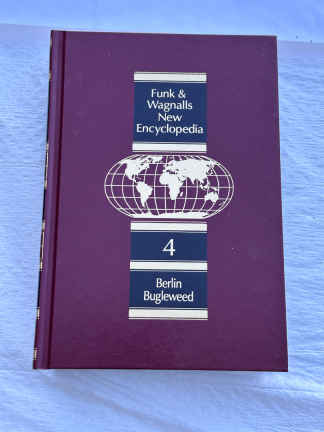 Funk &
Wagnalls
New
Encyclopedia
4
Berlin
Bugleweed